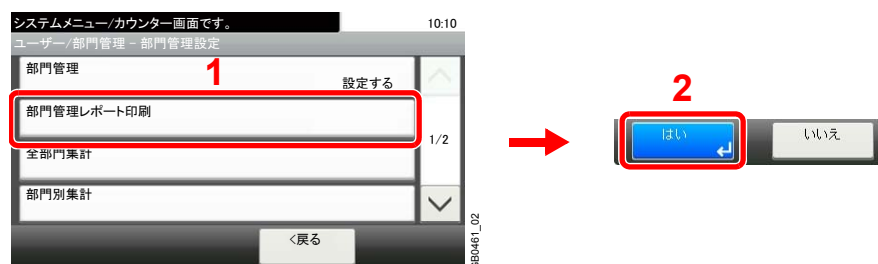 システムメニュー/カウンター画面です。
10:10
ユーザー/部門管理 - 部門管理設定
部門管理
1
設定する
部門管理レポート印刷
1/2
全部門集計
部門別集計
<戻る
2
はい
いいえ